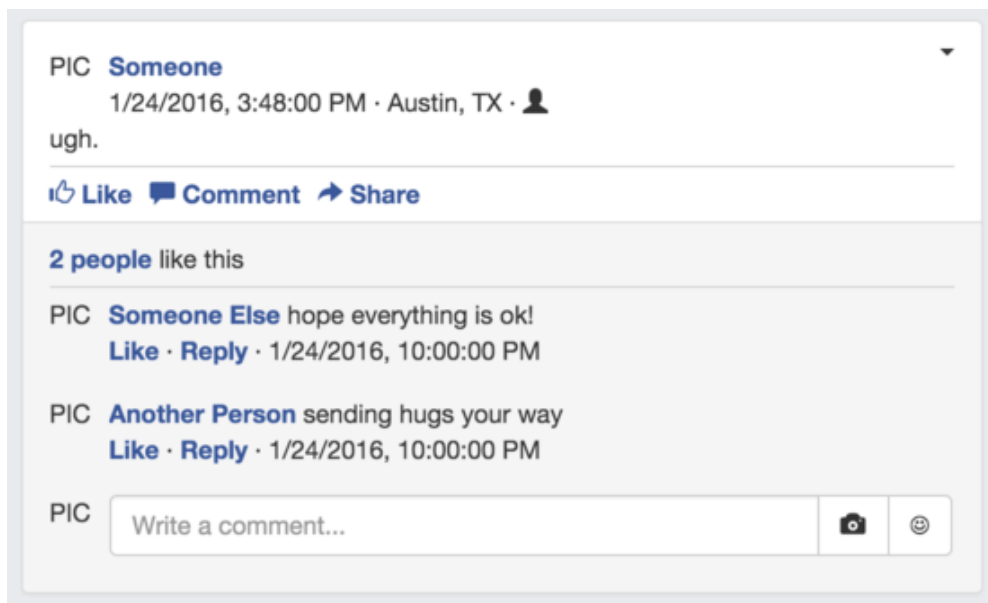 PIC Someone
1/24/2016, 3:48:00 PM · Austin, TX ·
ugh.
Like Comment Share
2 people like this
PIC Someone Else hope everything is ok!
Like · Reply · 1/24/2016, 10:00:00 PM
PIC Another Person sending hugs your way
Like · Reply · 1/24/2016, 10:00:00 PM
PIC Write a comment...